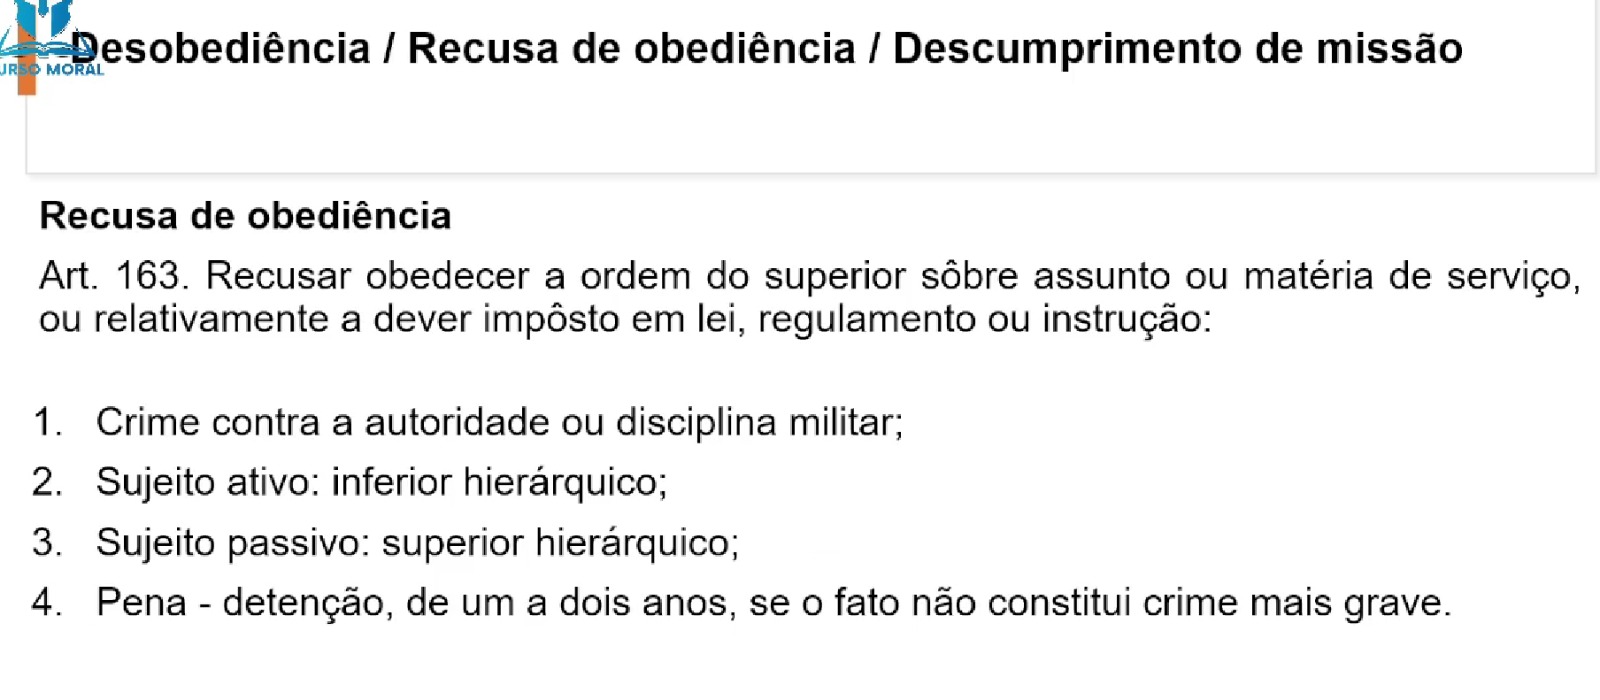 Desobediência / Recusa de obediência / Descumprimento de missão
URSO MORAL
Recusa de obediência
Art. 163. Recusar obedecer a ordem do superior sôbre assunto ou matéria de serviço,
ou relativamente a dever impôsto em lei, regulamento ou instrução:
1. Crime contra a autoridade ou disciplina militar;
2. Sujeito ativo: inferior hierárquico;
3. Sujeito passivo: superior hierárquico;
4. Pena - detenção, de um a dois anos, se o fato não constitui crime mais grave.